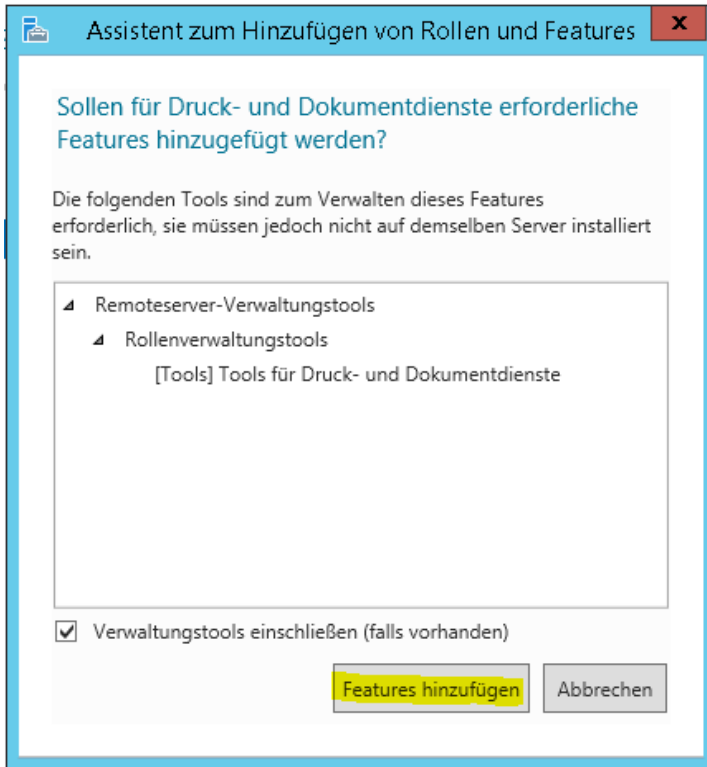 Assistent zum Hinzufügen von Rollen und Features
x
Sollen für Druck- und Dokumentdienste erforderliche
Features hinzugefügt werden?
Die folgenden Tools sind zum Verwalten dieses Features
erforderlich, sie müssen jedoch nicht auf demselben Server installiert
sein.
Remoteserver-Verwaltungstools
Rollenverwaltungstools
[Tools] Tools für Druck- und Dokumentdienste
Verwaltungstools einschließen (falls vorhanden)
Features hinzufügen
Abbrechen